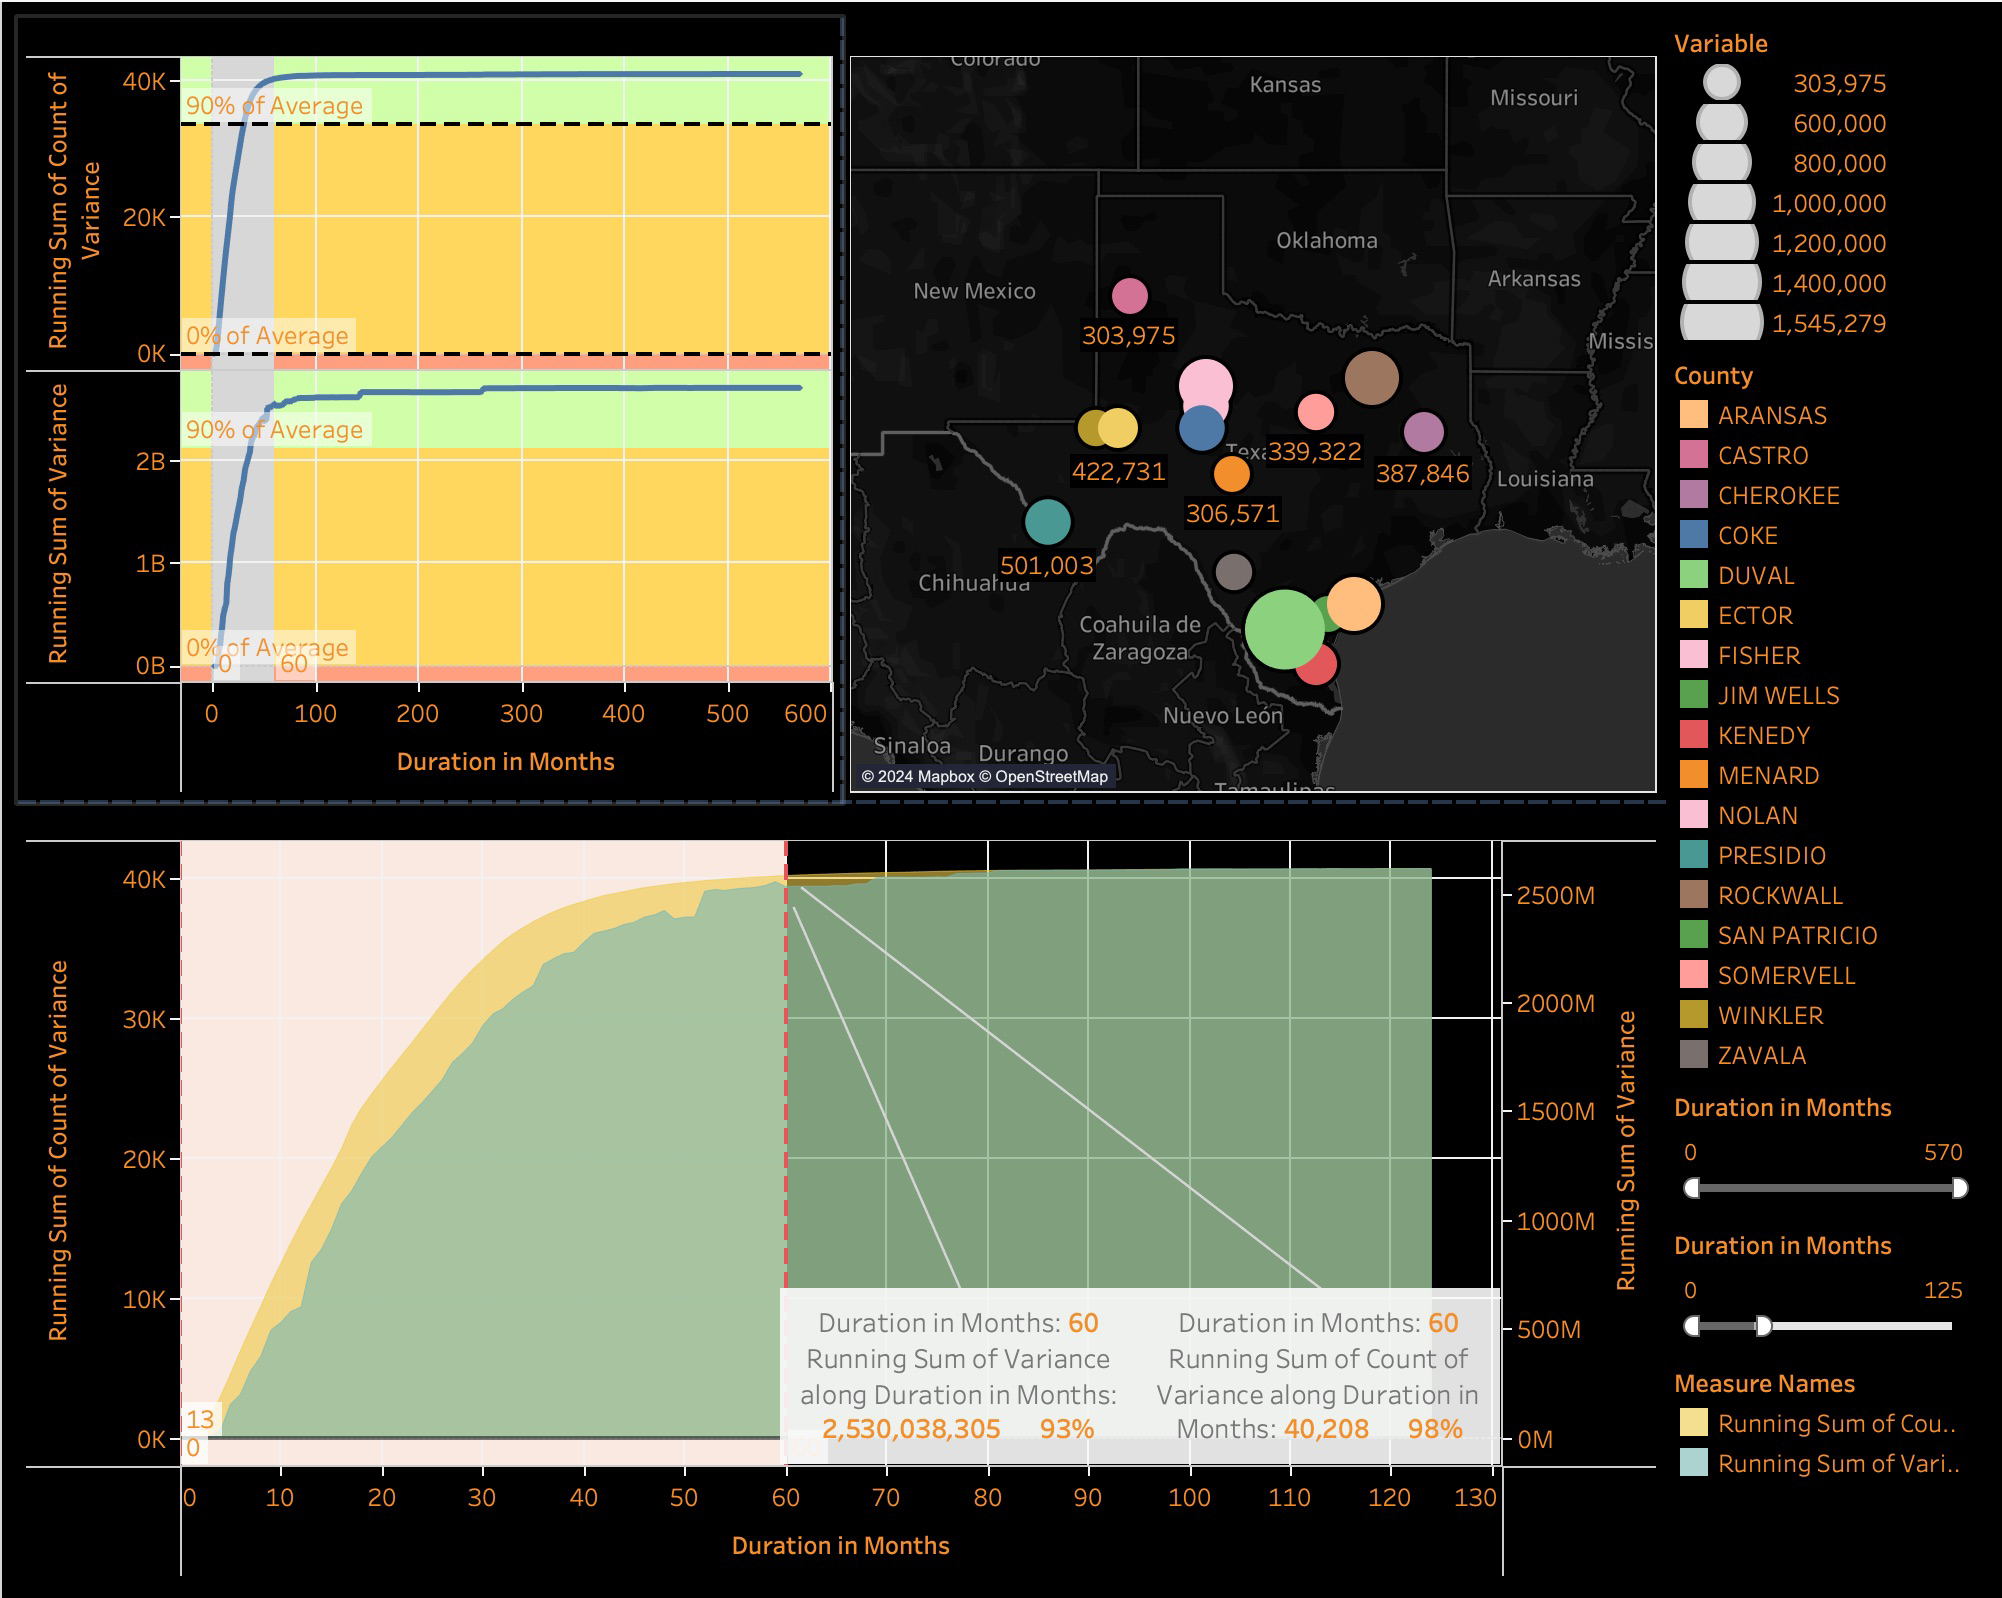 Running Sum of Count of
Variance
40K
20K
0K
90% of Average
0% of Average
Running Sum of Variance
2B
1B
0B
90% of Average
0% of Average
0
60
0
100
200
300
400
500
600
Duration in Months
Colorado
Kansas
Missouri
Oklahoma
New Mexico
Arkansas
Missis
303,975
Texa
339,322
387,846
422,731
Louisiana
306,571
501,003
Chihuahua
Coahuila de
Zaragoza
Nuevo León
Sinaloa
Durango
Tamaulipas
© 2024 Mapbox © OpenStreetMap
Variable
303,975
600,000
800,000
1,000,000
1,200,000
1,400,000
1,545,279
County
ARANSAS
CASTRO
CHEROKEE
COKE
DUVAL
ECTOR
FISHER
JIM WELLS
KENEDY
MENARD
NOLAN
PRESIDIO
ROCKWALL
SAN PATRICIO
SOMERVELL
WINKLER
ZAVALA
Duration in Months
0
570
Duration in Months
0
125
Measure Names
Running Sum of Cou..
Running Sum of Vari..
Running Sum of Count of Variance
40K
30K
20K
10K
0K
13
0
2500M
2000M
1500M
1000M
500M
0M
Running Sum of Variance
Duration in Months: 60
Running Sum of Variance
along Duration in Months:
2,530,038,305 93%
Duration in Months: 60
Running Sum of Count of
Variance along Duration in
Months: 40,208 98%
0
10
20
30
40
50
60
70
80
90
100
110
120
130
Duration in Months